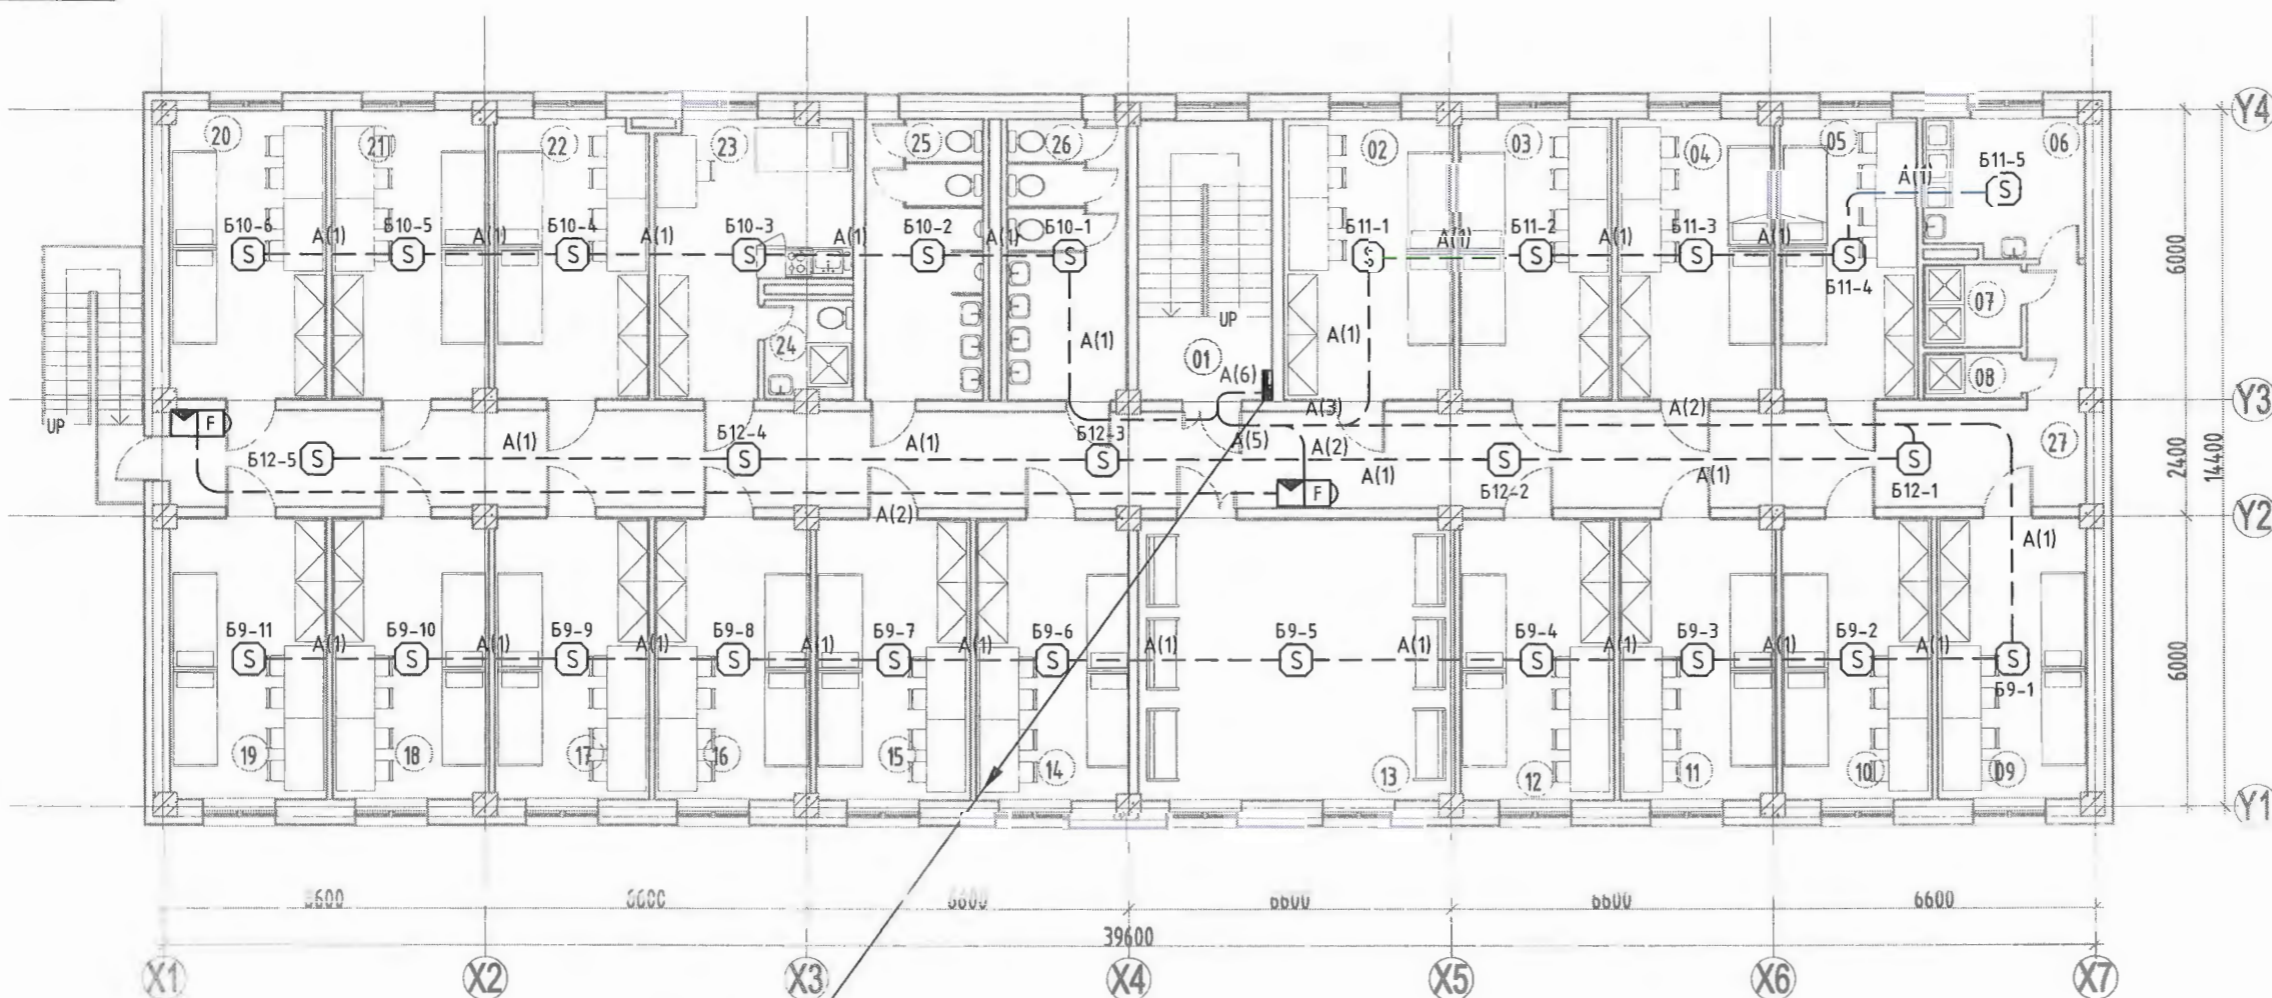 Y4
20
21
22
23
25
26
02
03
04
05
06
Б10-6
Б10-5
Б10-4
Б10-3
Б10-2
Б10-1
Б11-1
Б11-2
Б11-3
Б11-5
A(1)
S
A(1)
S
A(1)
S
A(1)
S
A(1)
S
A(1)
S
S
A(1)
S
A(1)
S
A(1)
S
A(1)
S
Б11-4
6000
07
08
UP
24
01
A(1)
A(1)
A(6)
UP
F
A(3)
A(2)
Y3
Б12-5
S
A(1)
Б12-4
S
A(1)
Б12-3
S
A(5)
A(2)
A(1)
S
Б12-2
A(1)
S
Б12-1
27
2400
14400
F
A(2)
Y2
A(1)
Б9-11
Б9-10
Б9-9
Б9-8
Б9-7
Б9-6
Б9-5
Б9-4
Б9-3
Б9-2
S
A(1)
S
A(1)
S
A(1)
S
A(1)
S
A(1)
S
A(1)
S
A(1)
S
A(1)
S
A(1)
S
A(1)
S
Б9-1
6000
19
18
17
16
15
14
13
12
11
10
09
Y1
6600
6600
6600
39600
X1
X2
X3
X4
X5
X6
X7